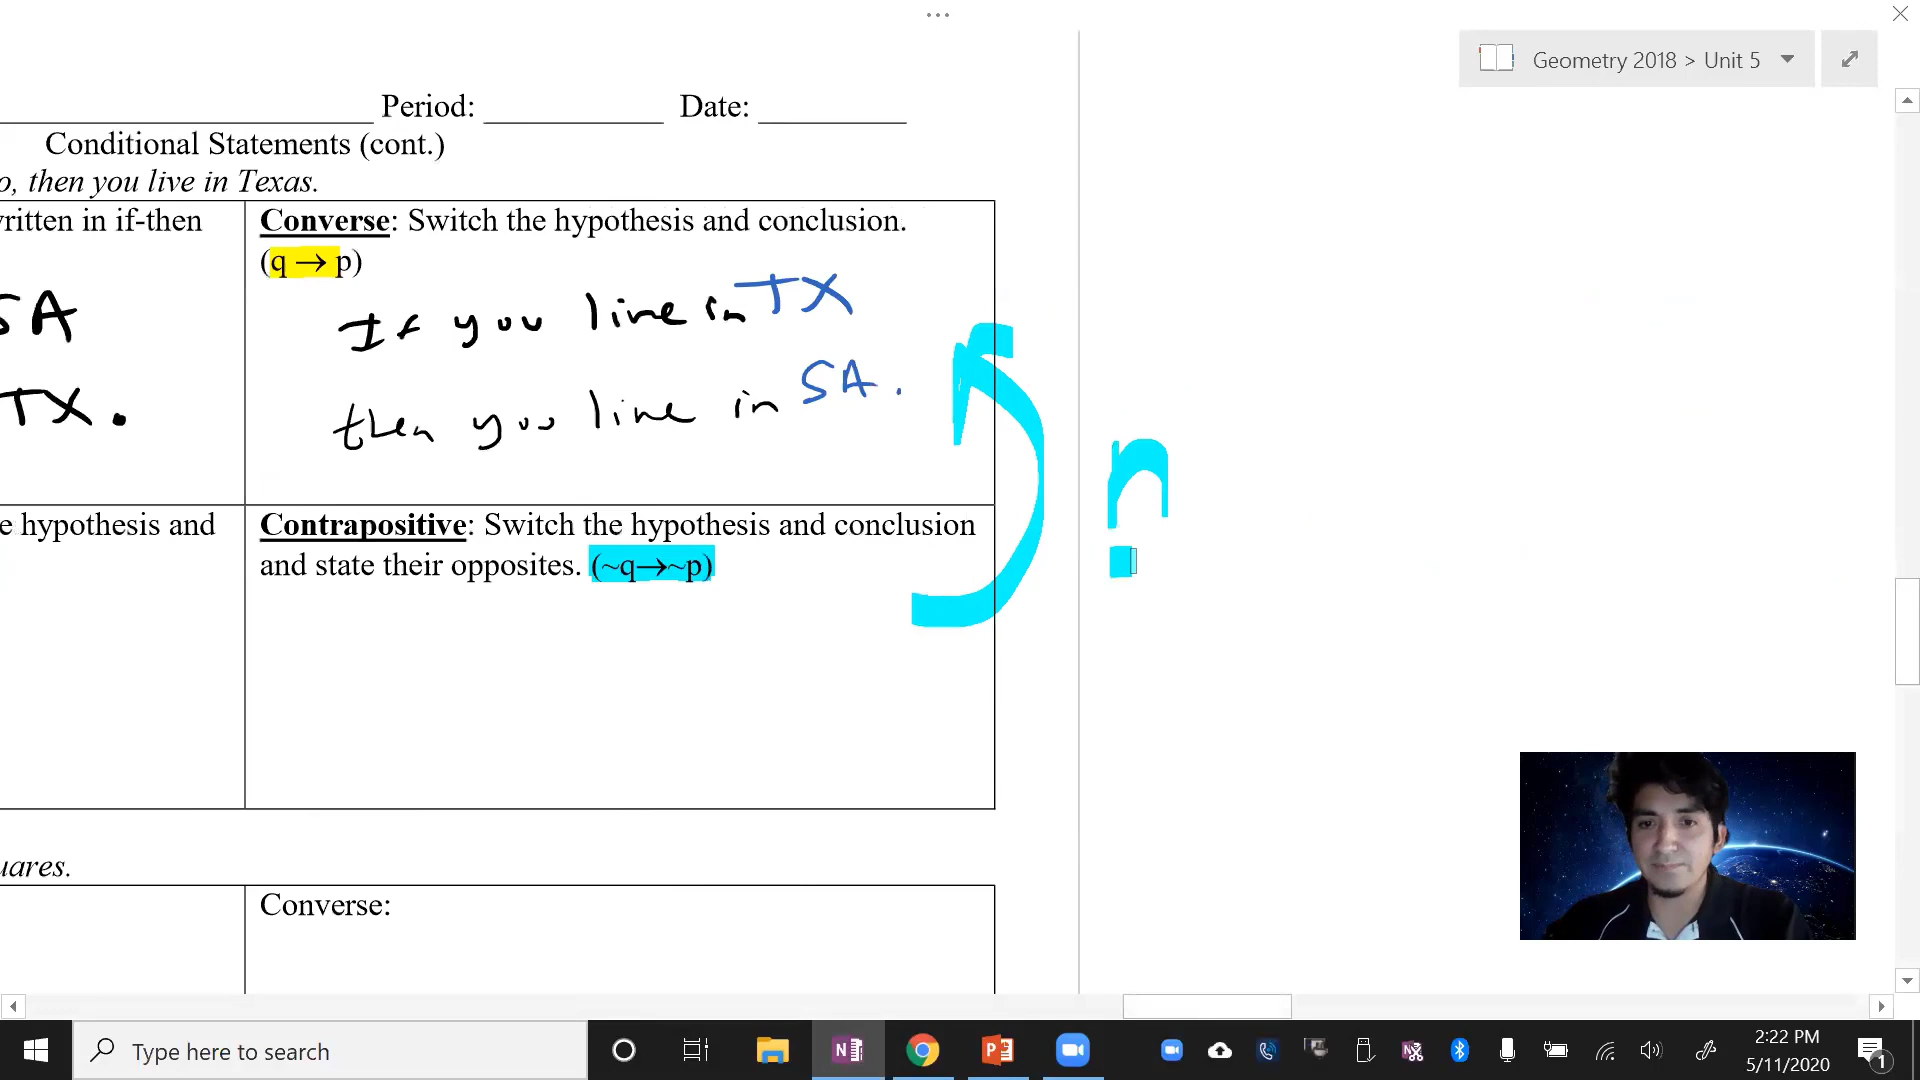 Geometry 2018 > Unit 5
Period: ____________ Date: __________
Conditional Statements (cont.)
o, then you live in Texas.
ritten in if-then
SA
TX.
Converse: Switch the hypothesis and conclusion.
(q → p)
If you live in TX
then you live in SA.
e hypothesis and
Contrapositive: Switch the hypothesis and conclusion
and state their opposites. (~q→~p)
n
uares.
Converse:
Type here to search
2:22 PM
5/11/2020
1